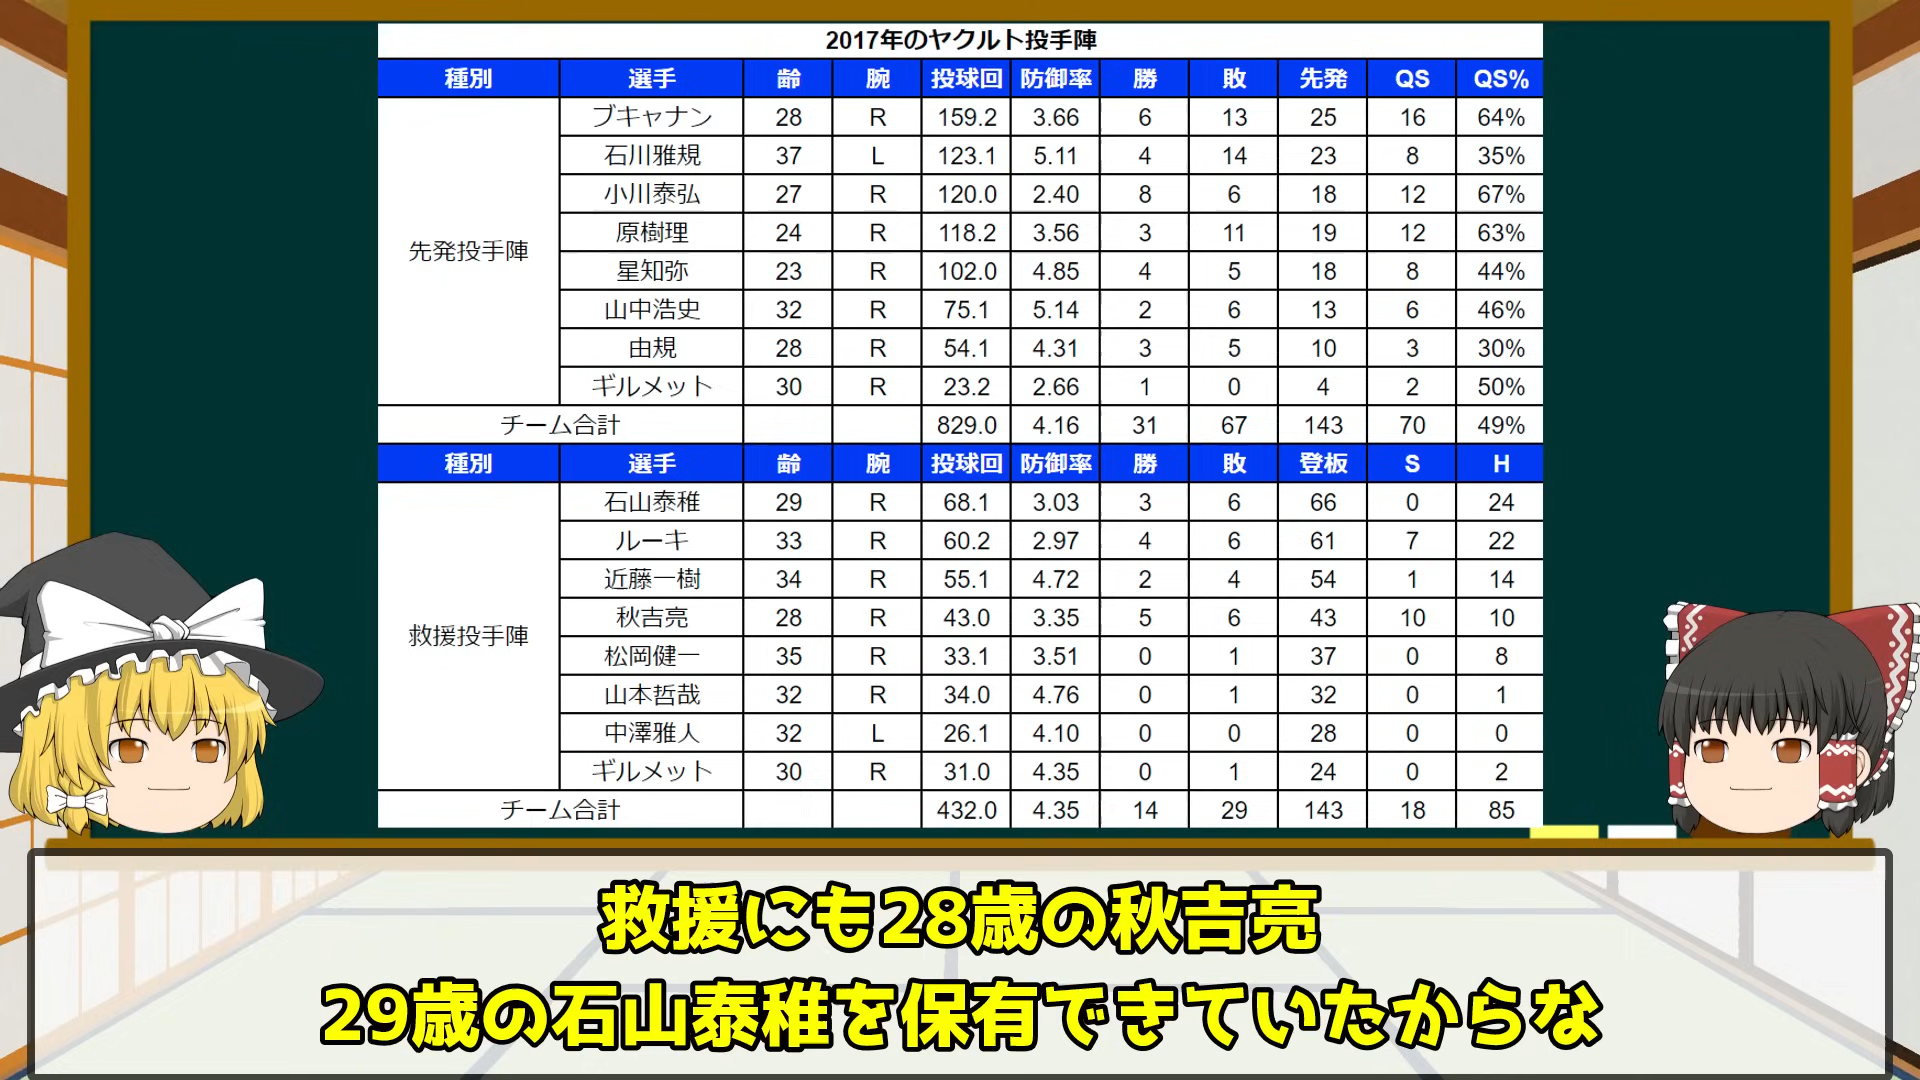 2017年のヤクルト投手陣
種別 選手 齢 腕 投球回 防御率 勝 敗 先発 QS QS%
先発投手陣
ブキャナン 28 R 159.2 3.66 6 13 25 16 64%
石川雅規 37 L 123.1 5.11 4 14 23 8 35%
小川泰弘 27 R 120.0 2.40 8 6 18 12 67%
原樹理 24 R 118.2 3.56 3 11 19 12 63%
星知弥 23 R 102.0 4.85 4 5 18 8 44%
山中浩史 32 R 75.1 5.14 2 6 13 6 46%
由規 28 R 54.1 4.31 3 5 10 3 30%
ギルメット 30 R 23.2 2.66 1 0 4 2 50%
チーム合計 829.0 4.16 31 67 143 70 49%
種別 選手 齢 腕 投球回 防御率 勝 敗 登板 S H
救援投手陣
石山泰稚 29 R 68.1 3.03 3 6 66 0 24
ルーキ 33 R 60.2 2.97 4 6 61 7 22
近藤一樹 34 R 55.1 4.72 2 4 54 1 14
秋吉亮 28 R 43.0 3.35 5 6 43 10 10
松岡健一 35 R 33.1 3.51 0 1 37 0 8
山本哲哉 32 R 34.0 4.76 0 1 32 0 1
中澤雅人 32 L 26.1 4.10 0 0 28 0 0
ギルメット 30 R 31.0 4.35 0 1 24 0 2
チーム合計 432.0 4.35 14 29 143 18 85
救援にも28歳の秋吉亮
29歳の石山泰稚を保有できていたからな